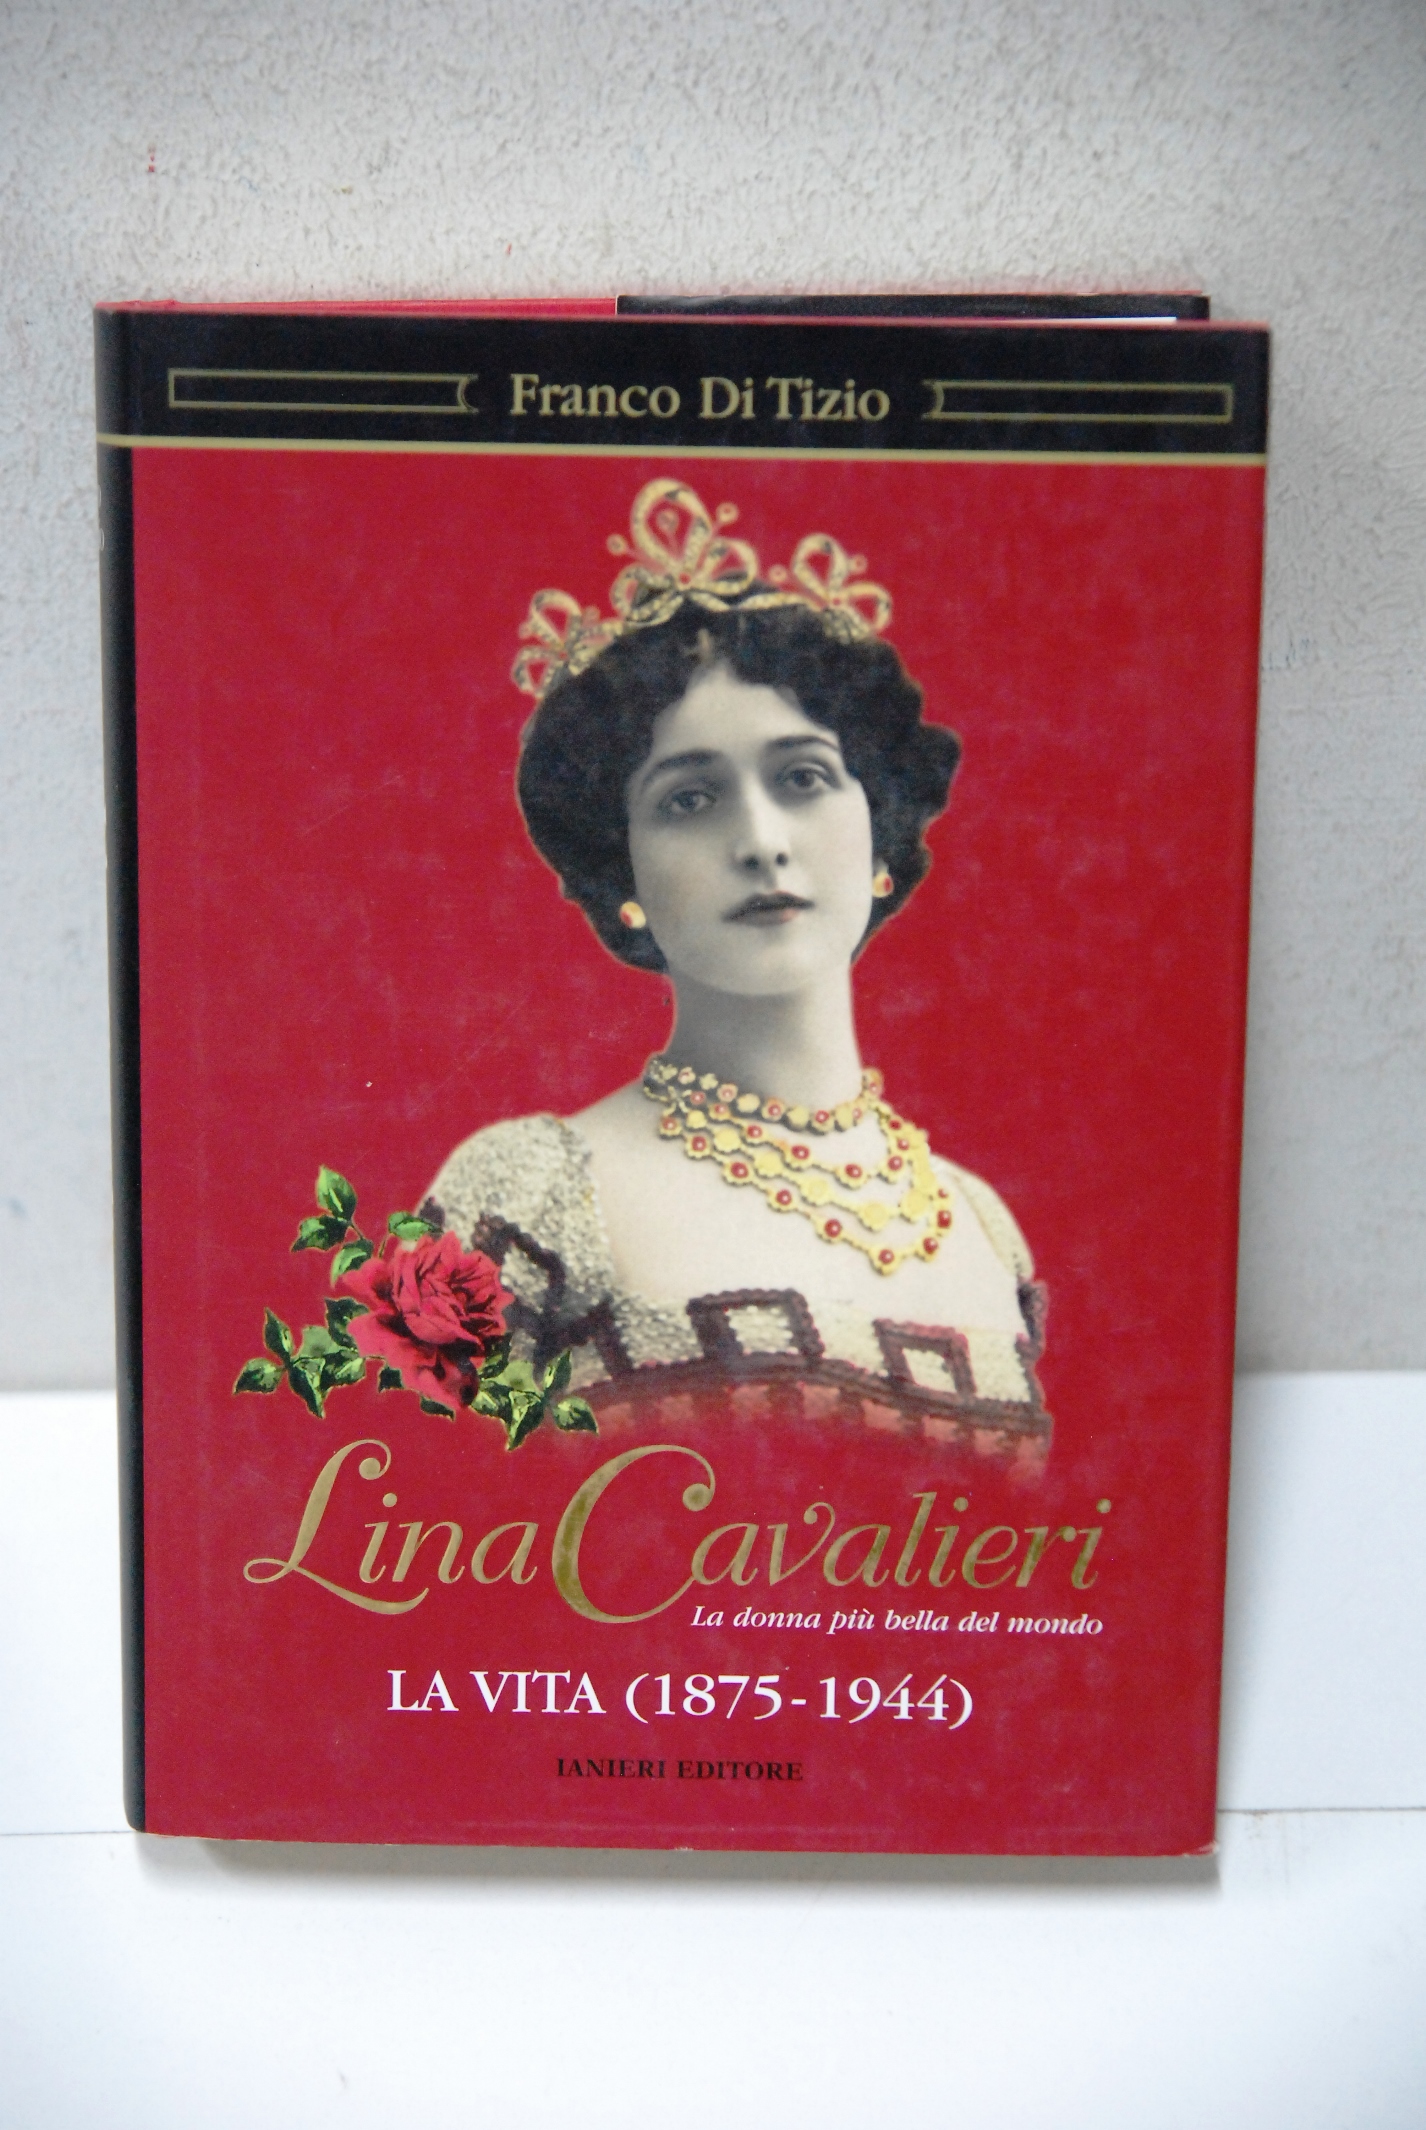 Franco Di Tizio
Lina Cavalieri
La donna più bella del mondo
LA VITA (1875-1944)
IANIERI EDITORE